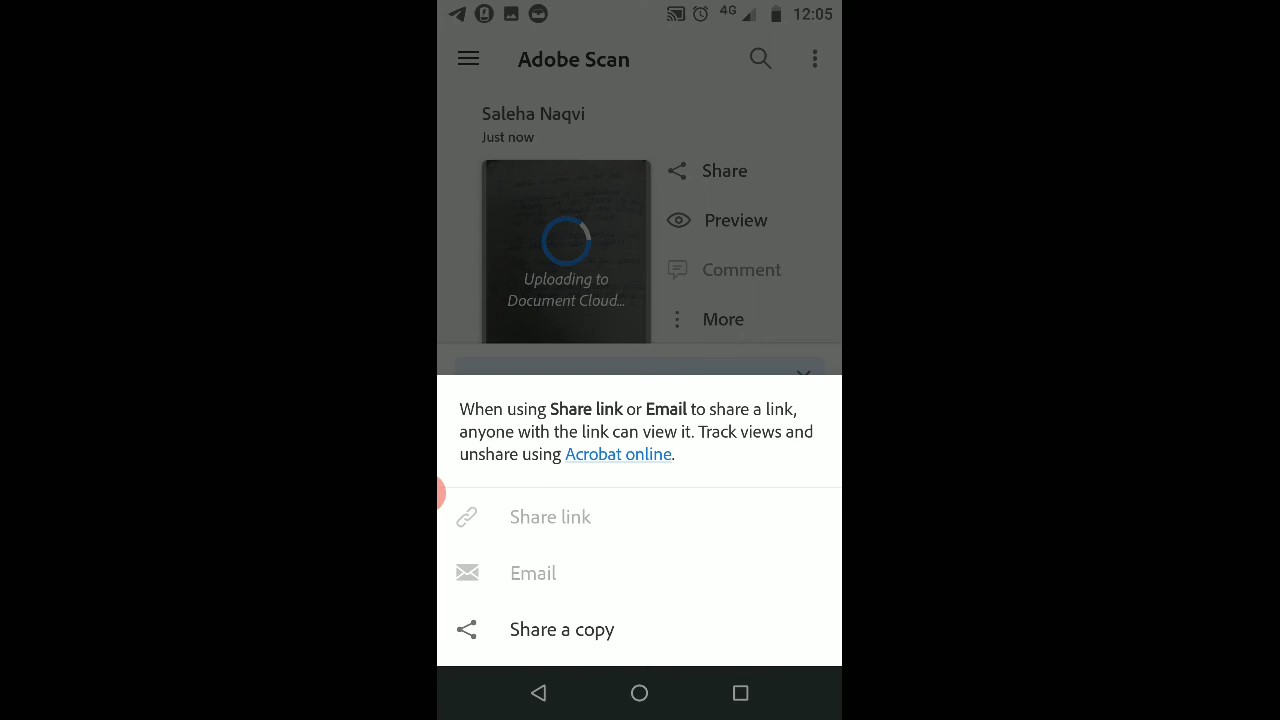 4G 12:05
Adobe Scan
Saleha Naqvi
Just now
Share
Preview
Uploading to
Document Cloud...
Comment
More
When using Share link or Email to share a link,
anyone with the link can view it. Track views and
unshare using Acrobat online.
Share link
Email
Share a copy